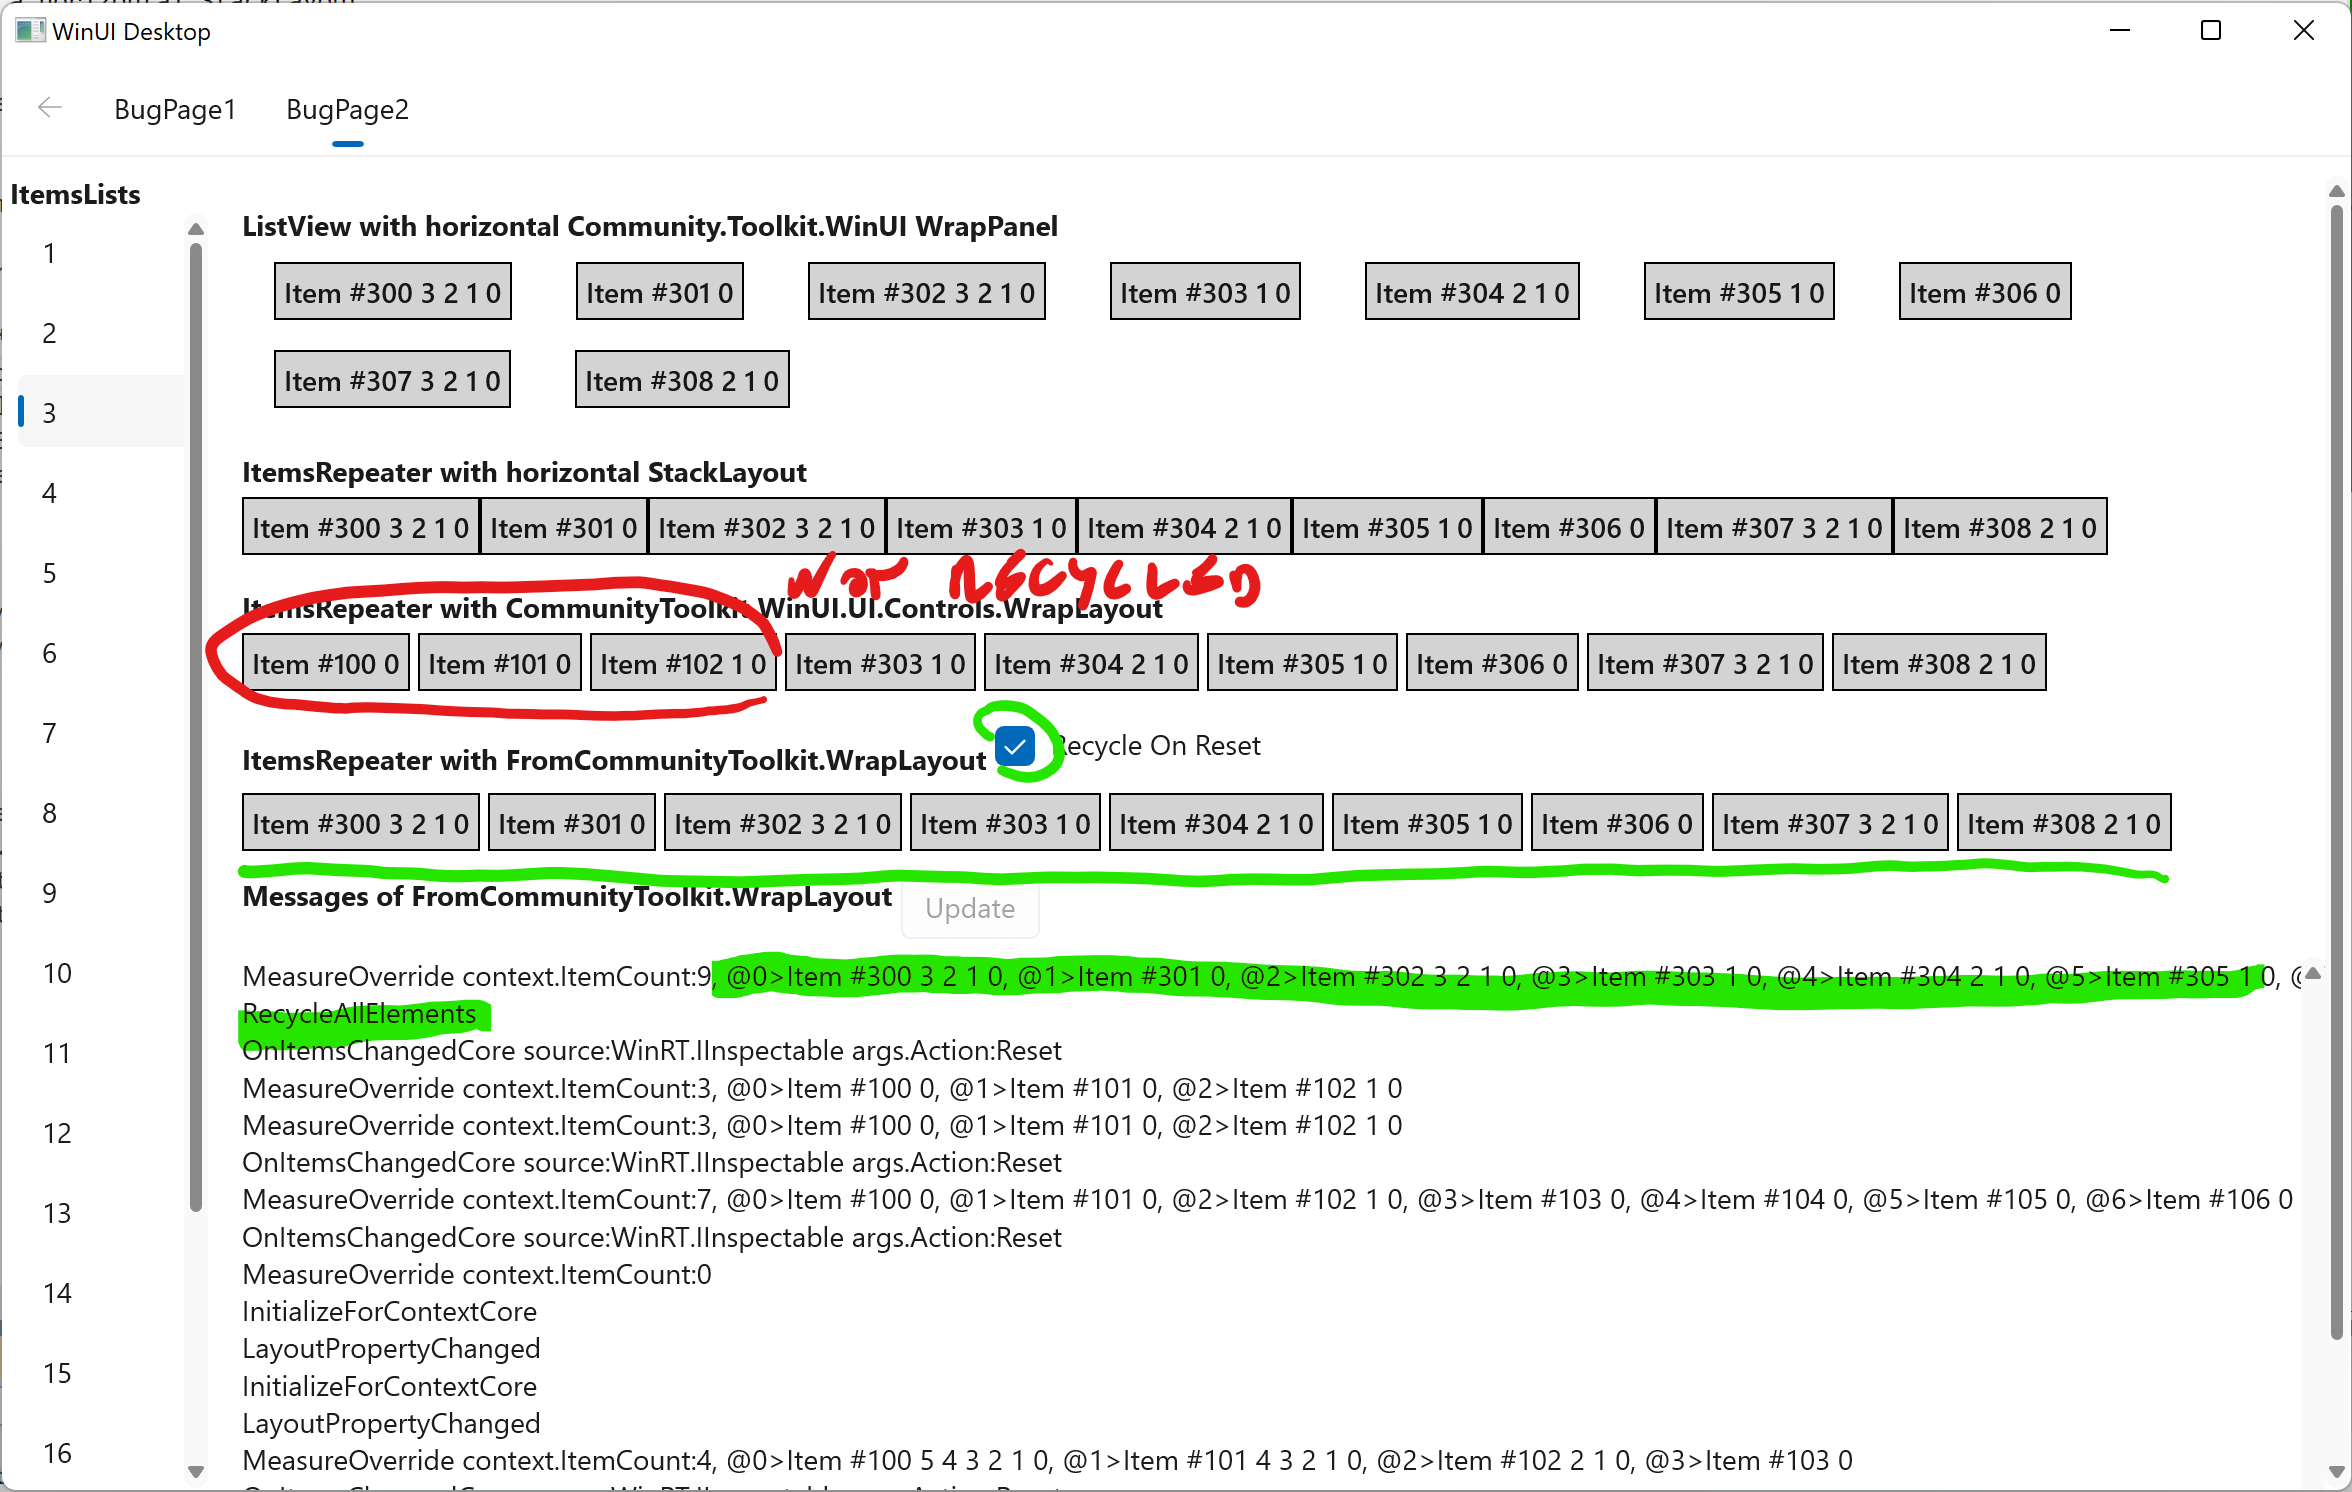 WinUI Desktop
BugPage1 BugPage2
ItemsLists
1
2
3
4
5
6
7
8
9
10
11
12
13
14
15
16
ListView with horizontal Community.Toolkit.WinUI WrapPanel
Item #300 3 2 1 0 Item #301 0 Item #302 3 2 1 0 Item #303 1 0 Item #304 2 1 0 Item #305 1 0 Item #306 0
Item #307 3 2 1 0 Item #308 2 1 0
ItemsRepeater with horizontal StackLayout
Item #300 3 2 1 0 Item #301 0 Item #302 3 2 1 0 Item #303 1 0 Item #304 2 1 0 Item #305 1 0 Item #306 0 Item #307 3 2 1 0 Item #308 2 1 0
NOT RECYCLED
ItemsRepeater with CommunityToolkit.WinUI.UI.Controls.WrapLayout
Item #100 0 Item #101 0 Item #102 1 0 Item #303 1 0 Item #304 2 1 0 Item #305 1 0 Item #306 0 Item #307 3 2 1 0 Item #308 2 1 0
ItemsRepeater with FromCommunityToolkit.WrapLayout Recycle On Reset
Item #300 3 2 1 0 Item #301 0 Item #302 3 2 1 0 Item #303 1 0 Item #304 2 1 0 Item #305 1 0 Item #306 0 Item #307 3 2 1 0 Item #308 2 1 0
Messages of FromCommunityToolkit.WrapLayout Update
MeasureOverride context.ItemCount:9, @0>Item #300 3 2 1 0, @1>Item #301 0, @2>Item #302 3 2 1 0, @3>Item #303 1 0, @4>Item #304 2 1 0, @5>Item #305 1 0,
RecycleAllElements
OnItemsChangedCore source:WinRT.IInspectable args.Action:Reset
MeasureOverride context.ItemCount:3, @0>Item #100 0, @1>Item #101 0, @2>Item #102 1 0
MeasureOverride context.ItemCount:3, @0>Item #100 0, @1>Item #101 0, @2>Item #102 1 0
OnItemsChangedCore source:WinRT.IInspectable args.Action:Reset
MeasureOverride context.ItemCount:7, @0>Item #100 0, @1>Item #101 0, @2>Item #102 1 0, @3>Item #103 0, @4>Item #104 0, @5>Item #105 0, @6>Item #106 0
OnItemsChangedCore source:WinRT.IInspectable args.Action:Reset
MeasureOverride context.ItemCount:0
InitializeForContextCore
LayoutPropertyChanged
InitializeForContextCore
LayoutPropertyChanged
MeasureOverride context.ItemCount:4, @0>Item #100 5 4 3 2 1 0, @1>Item #101 4 3 2 1 0, @2>Item #102 2 1 0, @3>Item #103 0